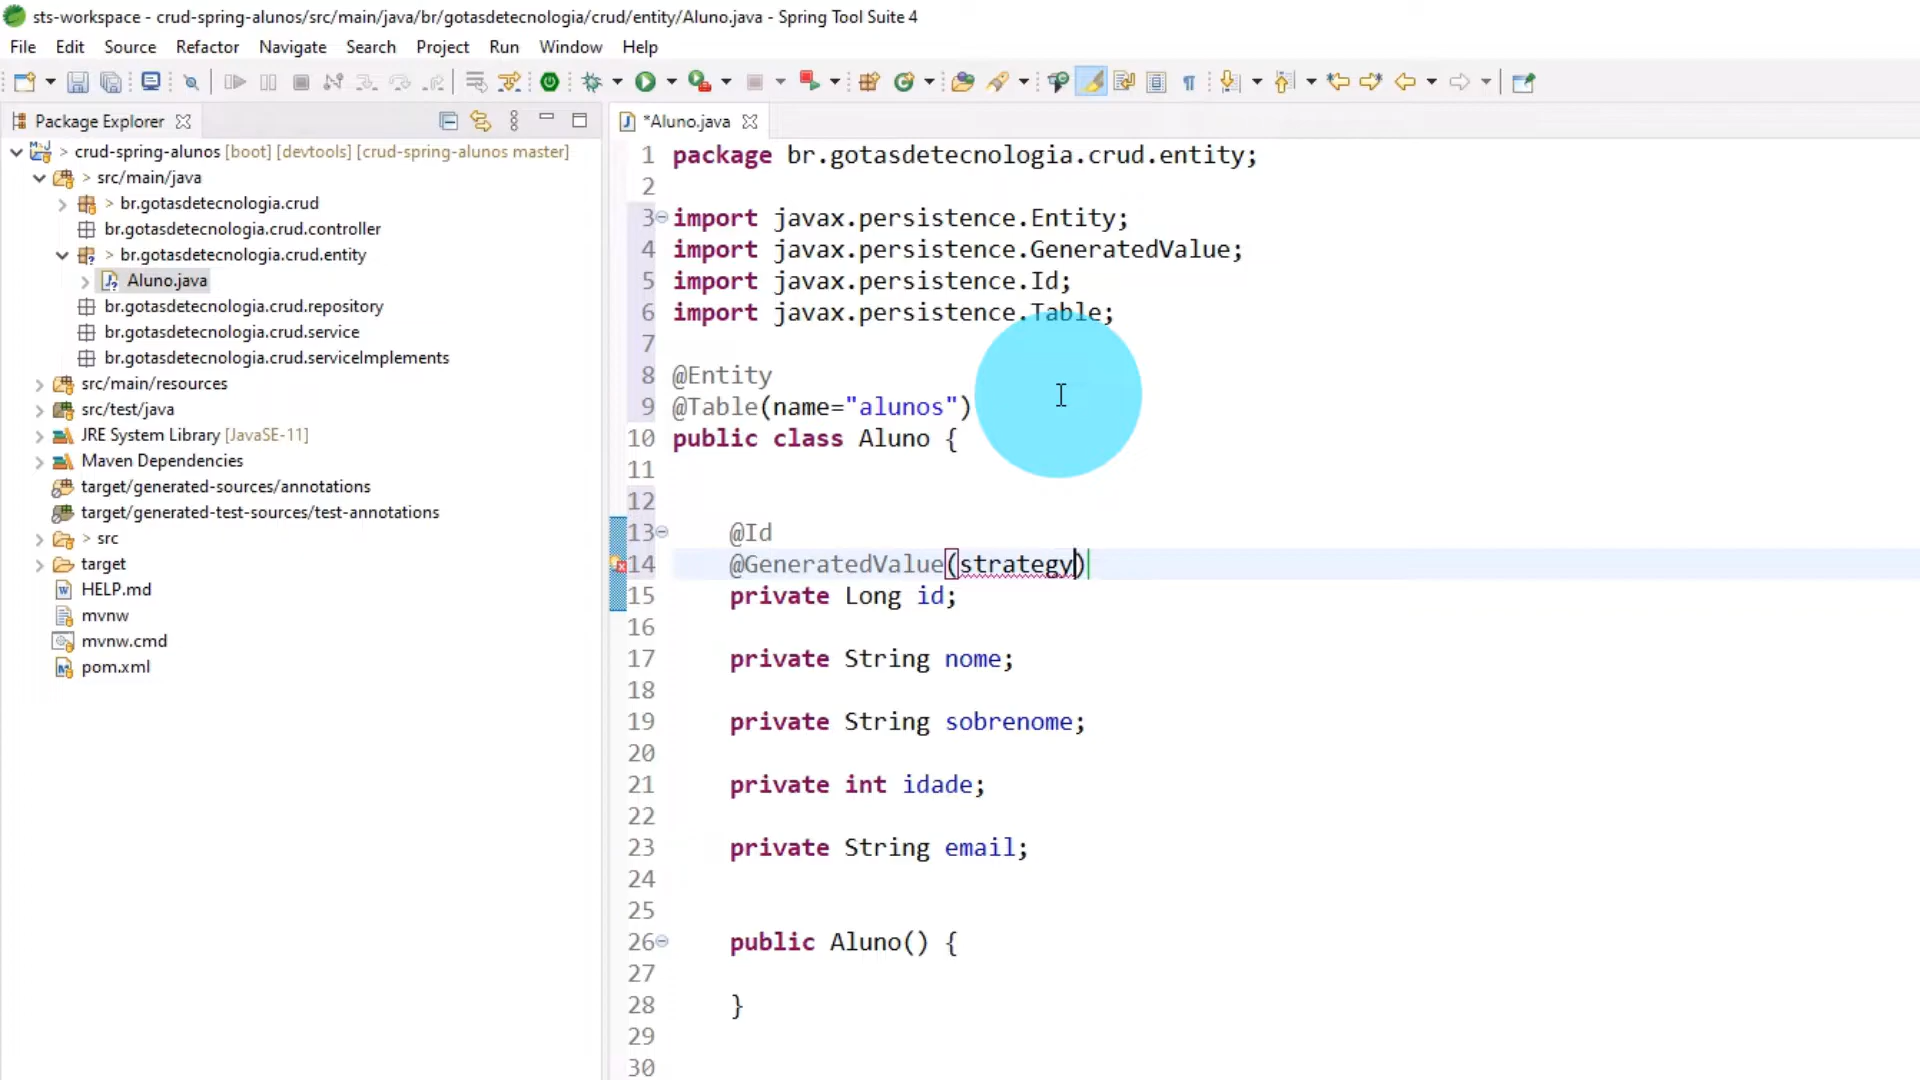 sts-workspace - crud-spring-alunos/src/main/java/br/gotasdetecnologia/crud/entity/Aluno.java - Spring Tool Suite 4
File Edit Source Refactor Navigate Search Project Run Window Help
Package Explorer
> crud-spring-alunos [boot] [devtools] [crud-spring-alunos master]
> src/main/java
> br.gotasdetecnologia.crud
br.gotasdetecnologia.crud.controller
> br.gotasdetecnologia.crud.entity
Aluno.java
br.gotasdetecnologia.crud.repository
br.gotasdetecnologia.crud.service
br.gotasdetecnologia.crud.serviceImplements
src/main/resources
src/test/java
JRE System Library [JavaSE-11]
Maven Dependencies
target/generated-sources/annotations
target/generated-test-sources/test-annotations
> src
target
HELP.md
mvnw
mvnw.cmd
pom.xml
*Aluno.java
1 package br.gotasdetecnologia.crud.entity;
2
3 import javax.persistence.Entity;
4 import javax.persistence.GeneratedValue;
5 import javax.persistence.Id;
6 import javax.persistence.Table;
7
8 @Entity
9 @Table(name="alunos")
10 public class Aluno {
11
12
13 @Id
14 @GeneratedValue(strategy)
15 private Long id;
16
17 private String nome;
18
19 private String sobrenome;
20
21 private int idade;
22
23 private String email;
24
25
26 public Aluno() {
27
28 }
29
30